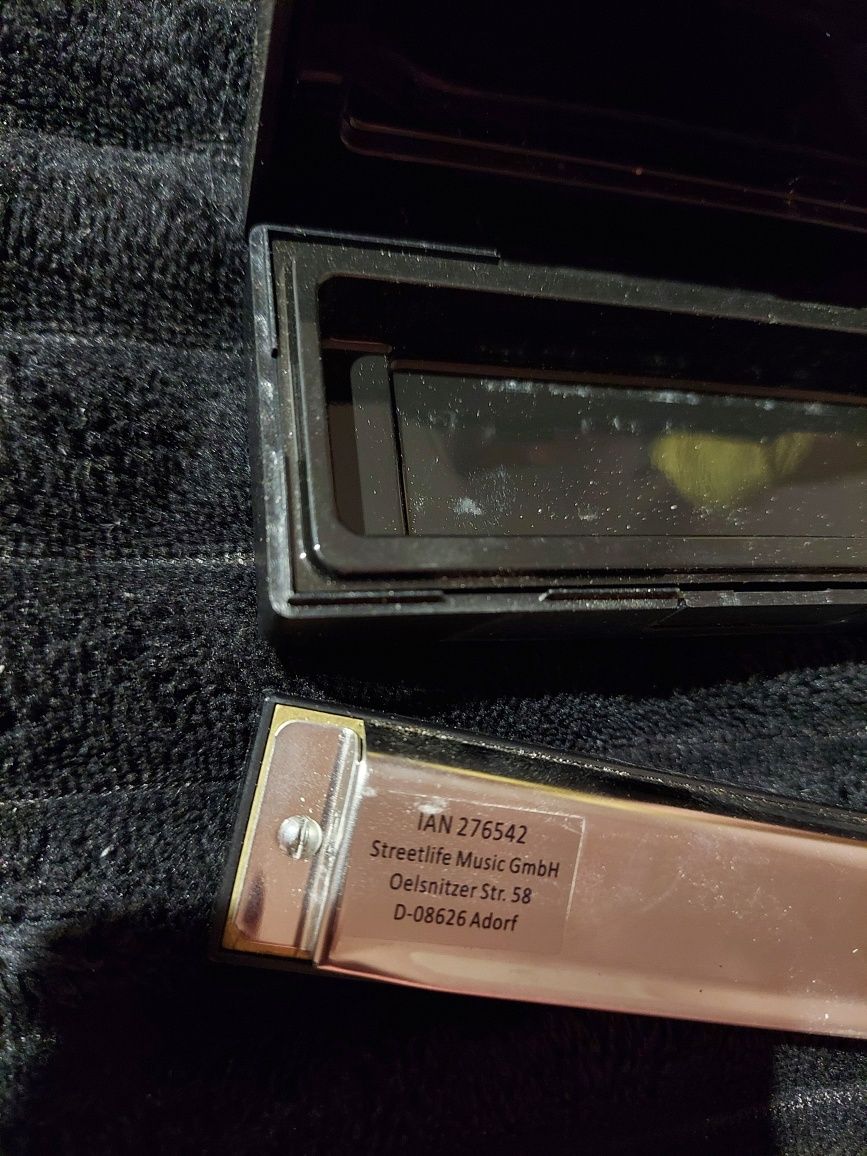 IAN 276542
Streetlife Music GmbH
Oelsnitzer Str. 58
D-08626 Adorf